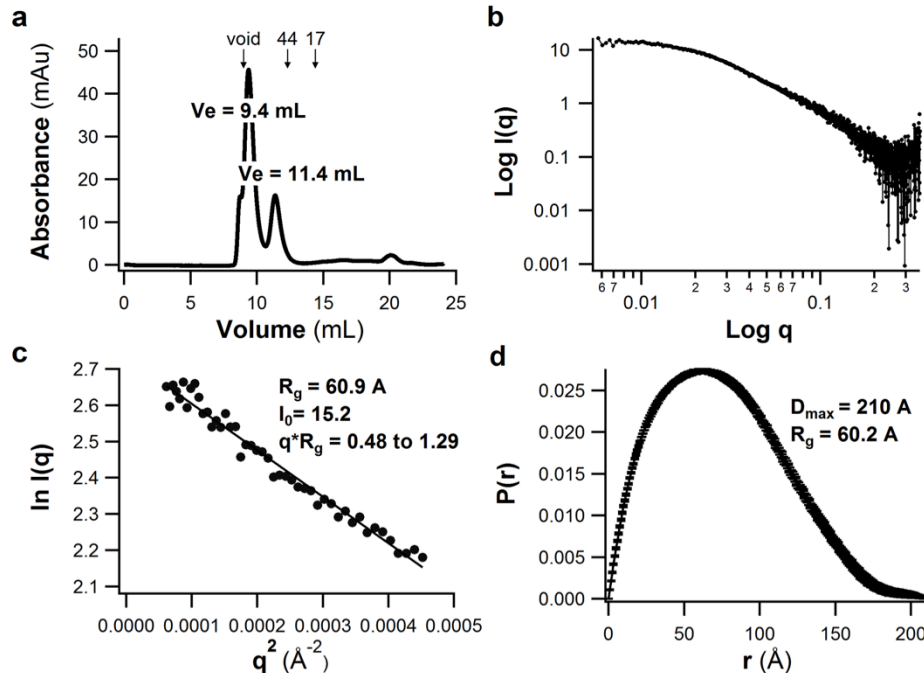 a
void 44 17
Absorbance (mAu)
50
40
30
20
10
0
Ve = 9.4 mL
Ve = 11.4 mL
0 5 10 15 20 25
Volume (mL)
b
Log I(q)
10
1
0.1
0.01
0.001
6 7 0.01 2 3 4 5 6 7 0.1 2 3
Log q
c
ln I(q)
2.7
2.6
2.5
2.4
2.3
2.2
2.1
Rg = 60.9 A
I0= 15.2
q*Rg = 0.48 to 1.29
0.0000 0.0001 0.0002 0.0003 0.0004 0.0005
q² (Å⁻²)
d
P(r)
0.025
0.020
0.015
0.010
0.005
0.000
Dmax = 210 A
Rg = 60.2 A
0 50 100 150 200
r (Å)